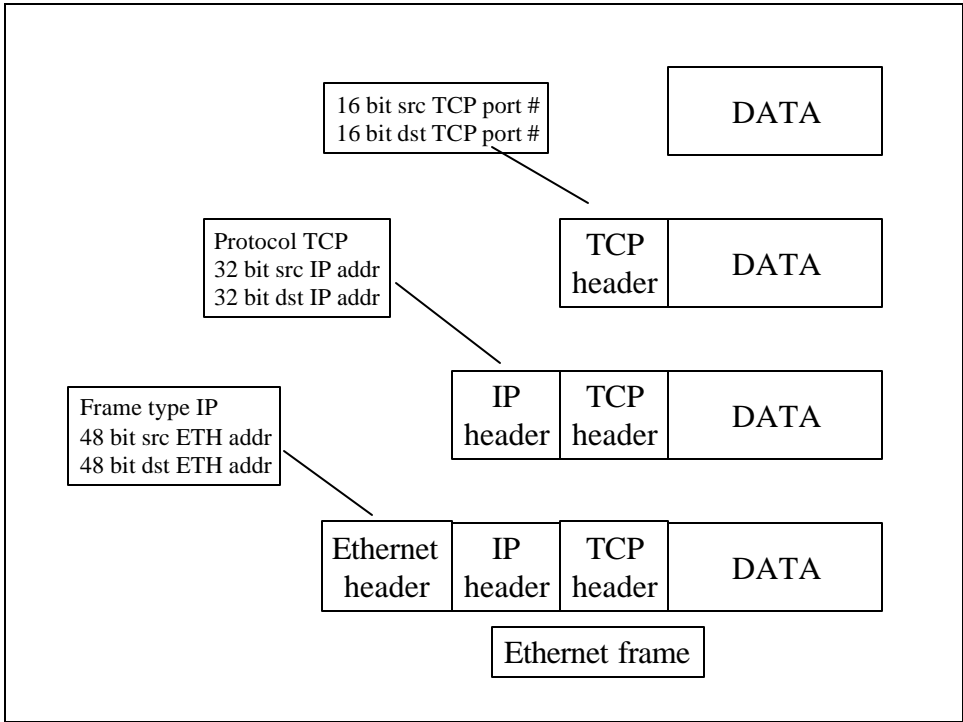 16 bit src TCP port #
16 bit dst TCP port #
DATA
Protocol TCP
32 bit src IP addr
32 bit dst IP addr
TCP
header
DATA
Frame type IP
48 bit src ETH addr
48 bit dst ETH addr
IP
header
TCP
header
DATA
Ethernet
header
IP
header
TCP
header
DATA
Ethernet frame